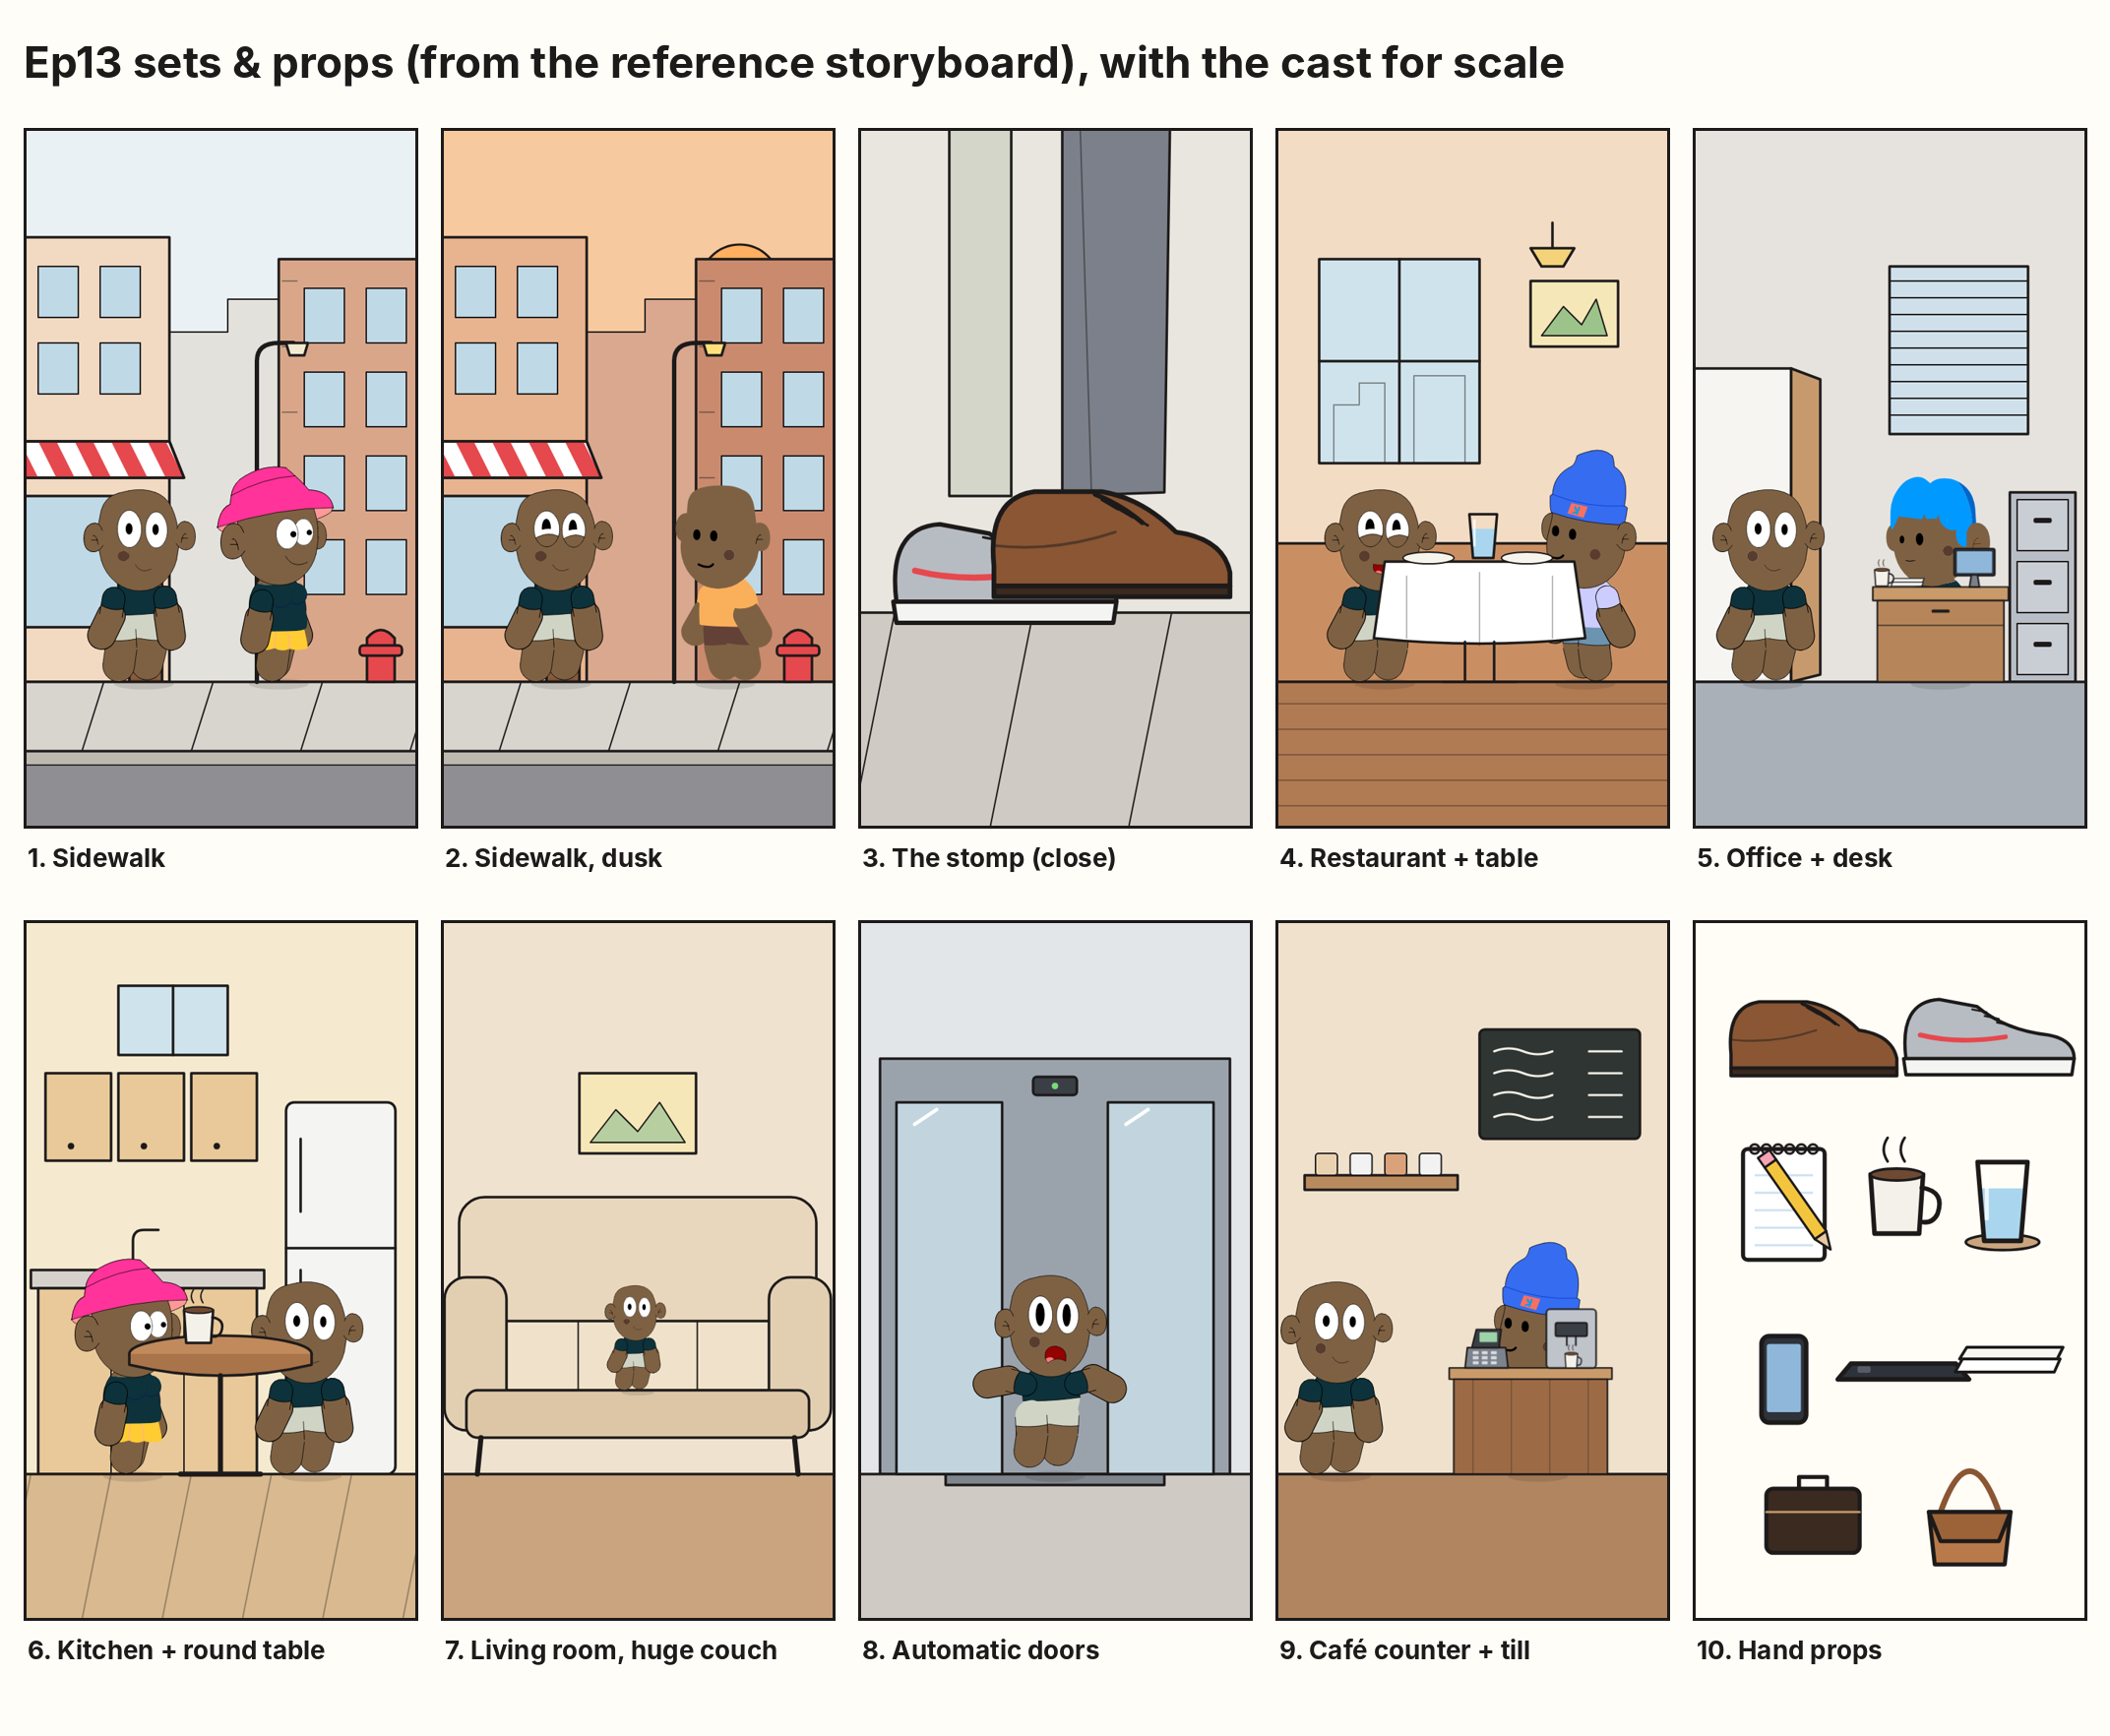 Ep13 sets & props (from the reference storyboard), with the cast for scale
1. Sidewalk
2. Sidewalk, dusk
3. The stomp (close)
4. Restaurant + table
5. Office + desk
6. Kitchen + round table
7. Living room, huge couch
8. Automatic doors
9. Café counter + till
10. Hand props